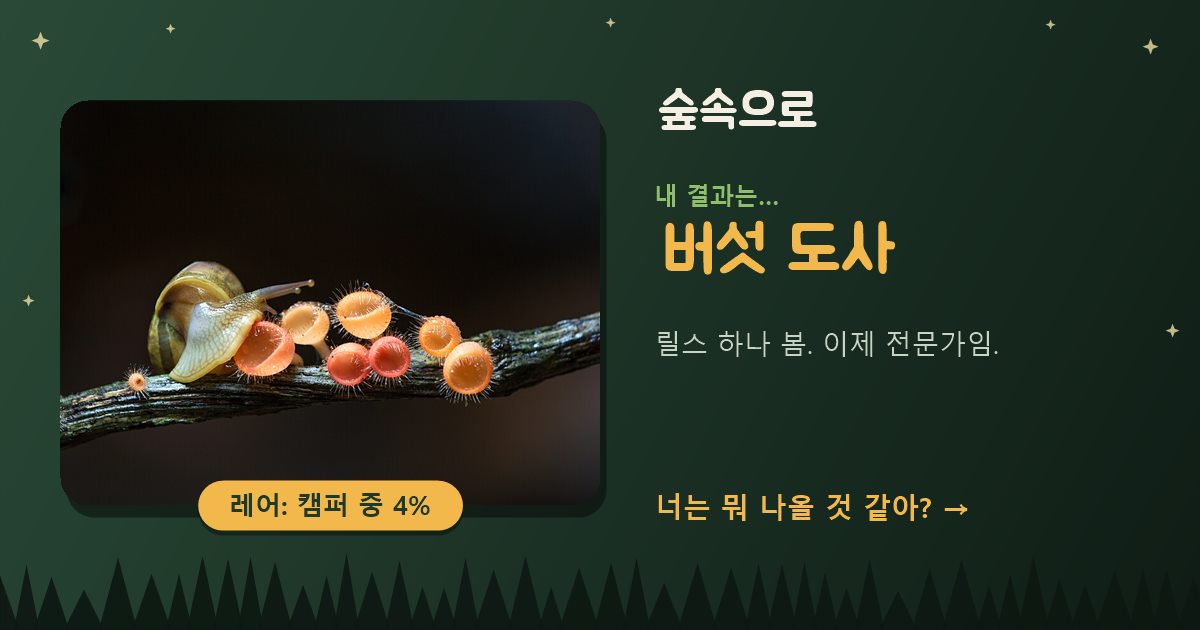 숲속으로
내 결과는...
버섯 도사
릴스 하나 봄. 이제 전문가임.
레어: 캠퍼 중 4%
너는 뭐 나올 것 같아? →